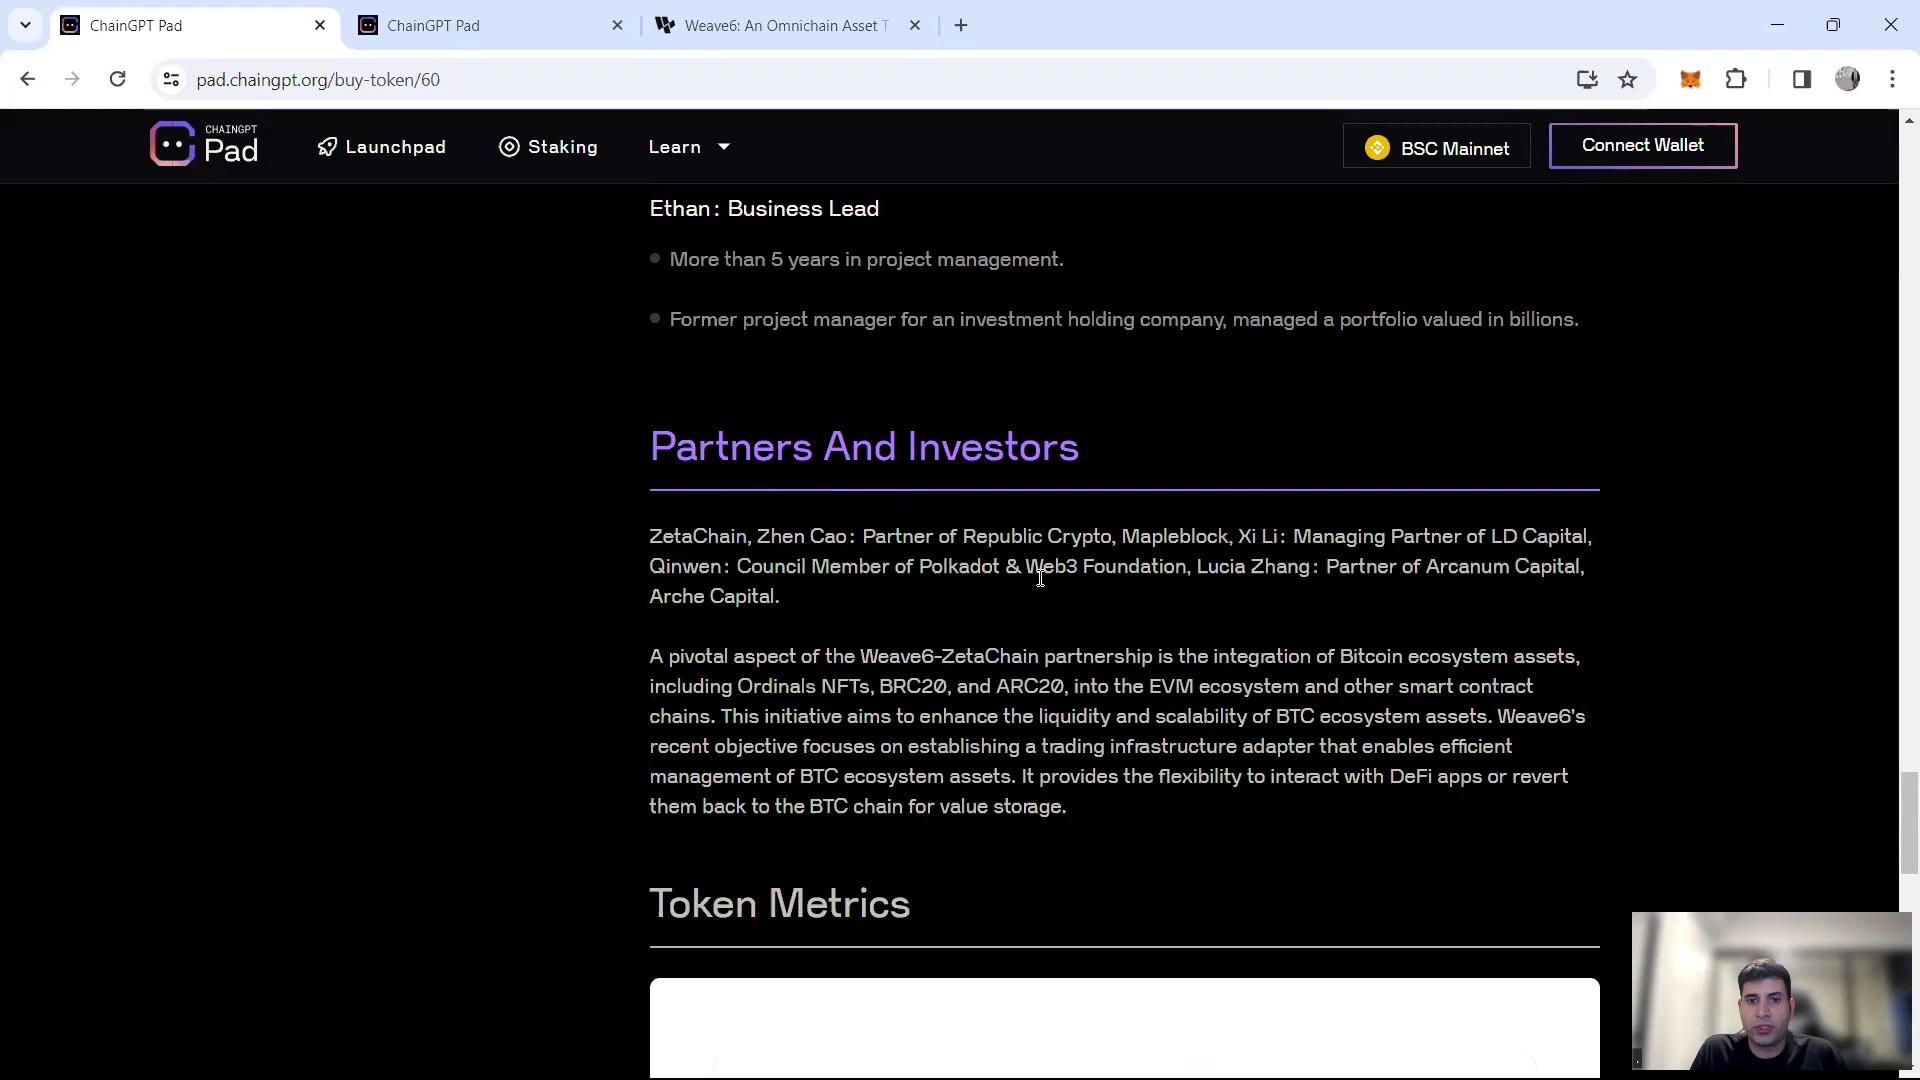 ChainGPT Pad
ChainGPT Pad
Weave6: An Omnichain Asset T
pad.chaingpt.org/buy-token/60
CHAINGPT
Pad
Launchpad
Staking
Learn
BSC Mainnet
Connect Wallet
Ethan: Business Lead
More than 5 years in project management.
Former project manager for an investment holding company, managed a portfolio valued in billions.
Partners And Investors
ZetaChain, Zhen Cao: Partner of Republic Crypto, Mapleblock, Xi Li: Managing Partner of LD Capital,
Qinwen: Council Member of Polkadot & Web3 Foundation, Lucia Zhang: Partner of Arcanum Capital,
Arche Capital.
A pivotal aspect of the Weave6-ZetaChain partnership is the integration of Bitcoin ecosystem assets,
including Ordinals NFTs, BRC20, and ARC20, into the EVM ecosystem and other smart contract
chains. This initiative aims to enhance the liquidity and scalability of BTC ecosystem assets. Weave6's
recent objective focuses on establishing a trading infrastructure adapter that enables efficient
management of BTC ecosystem assets. It provides the flexibility to interact with DeFi apps or revert
them back to the BTC chain for value storage.
Token Metrics